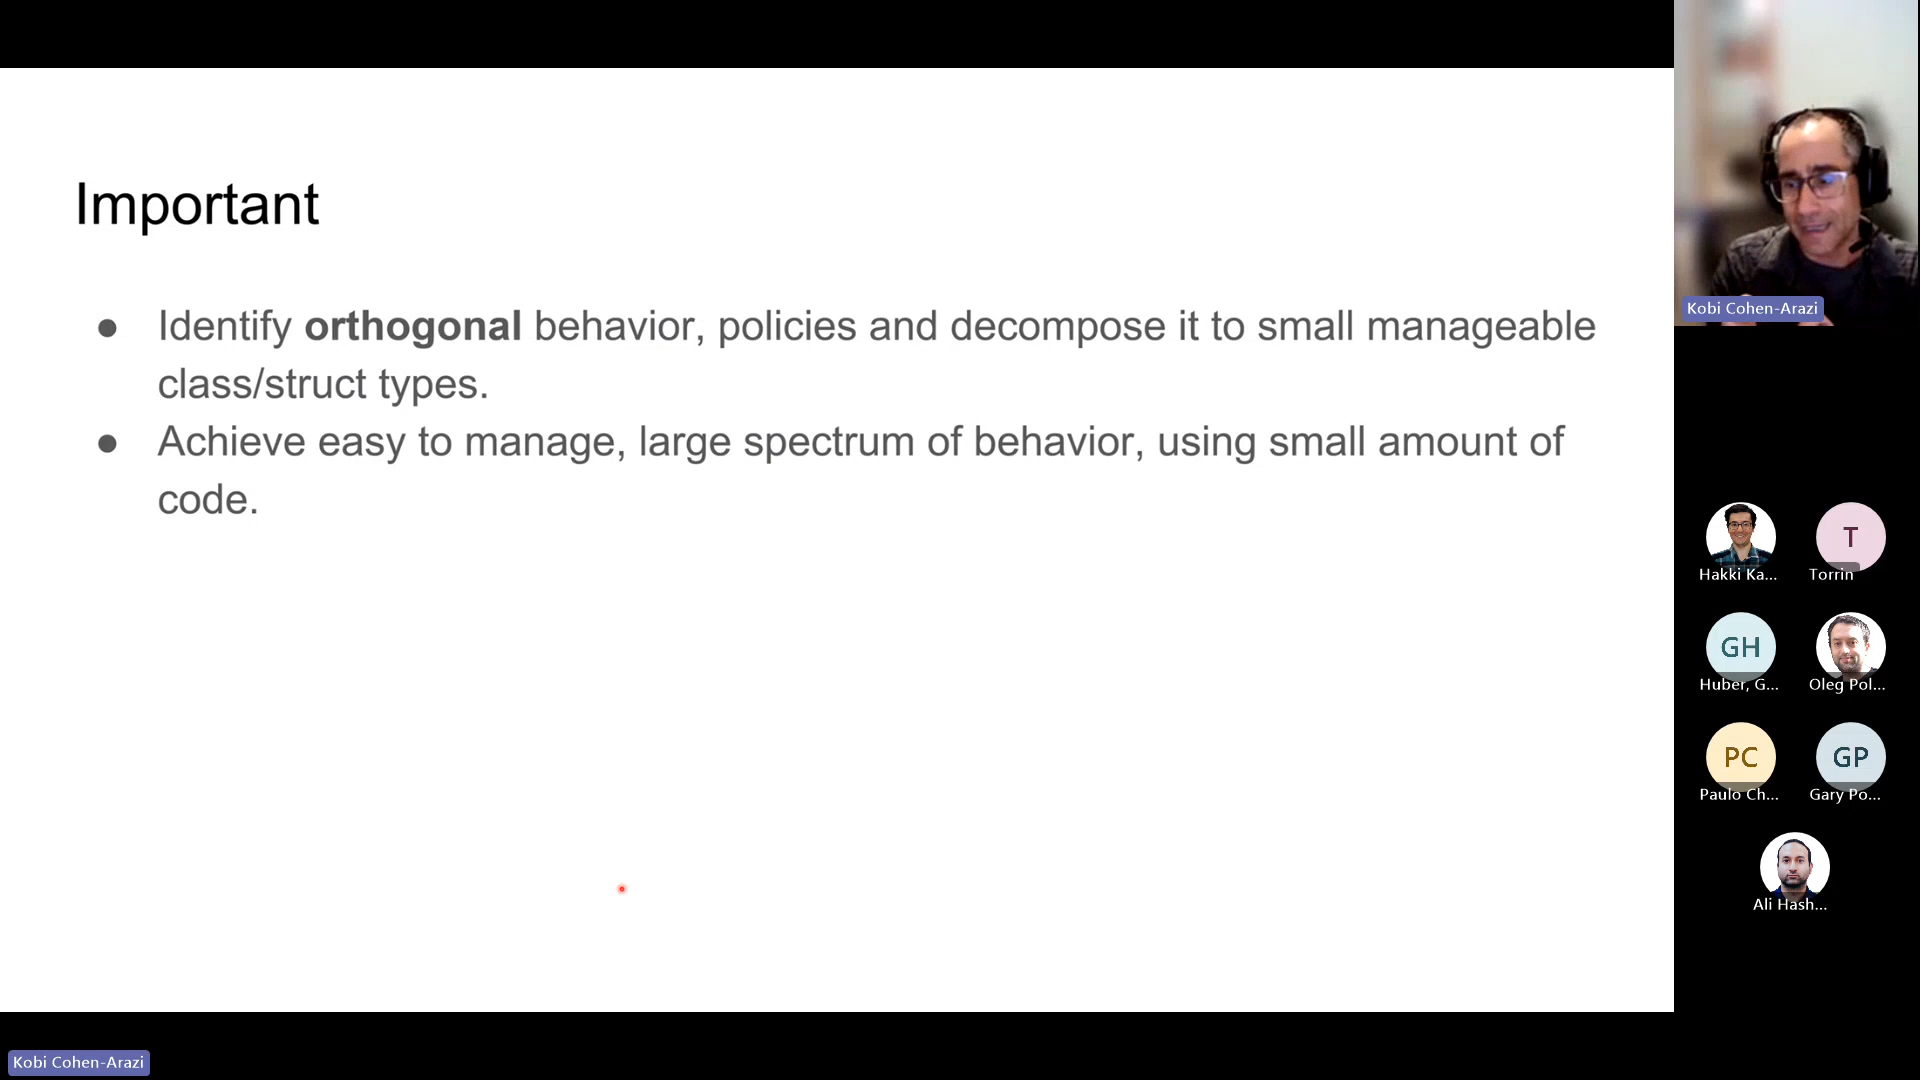 Important
● Identify orthogonal behavior, policies and decompose it to small manageable
class/struct types.
● Achieve easy to manage, large spectrum of behavior, using small amount of
code.
Kobi Cohen-Arazi
Hakki Ka...
T
Torrin
GH
Huber, G...
Oleg Pol...
PC
Paulo Ch...
GP
Gary Po...
Ali Hash...
Kobi Cohen-Arazi